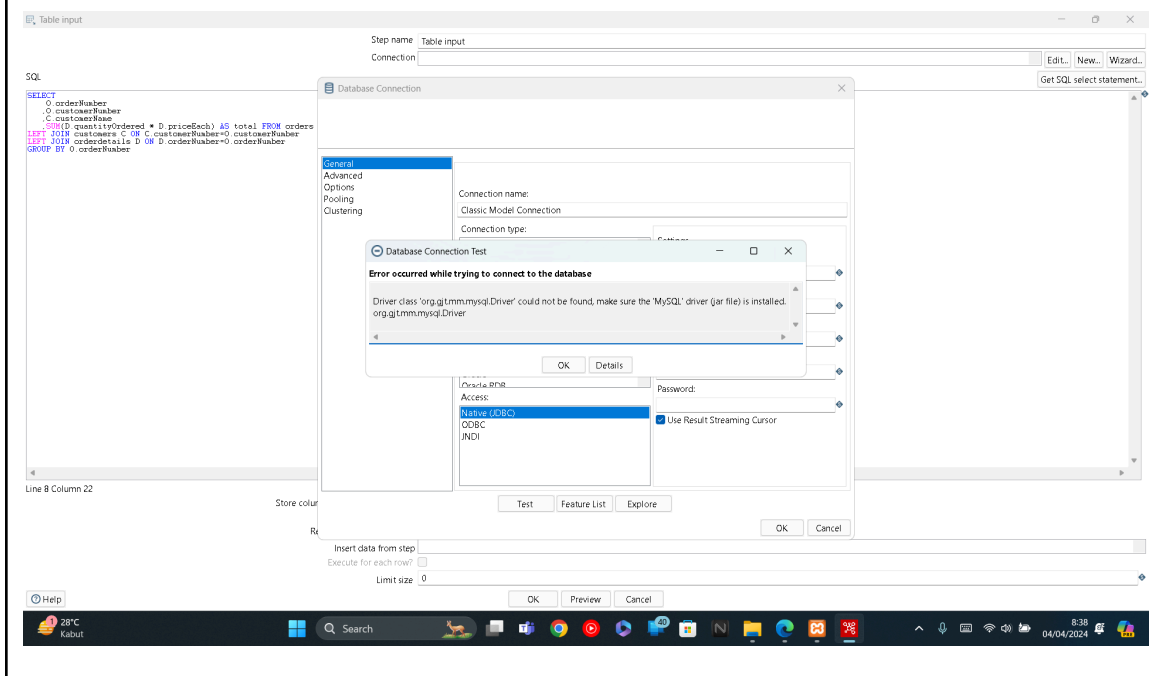 Table input
Step name Table input
Connection
Edit... New... Wizard...
SQL
Get SQL select statement...
SELECT
O.orderNumber
,O.customerNumber
,C.customerName
,SUM(D.quantityOrdered * D.priceEach) AS total FROM orders
LEFT JOIN customers C ON C.customerNumber=O.customerNumber
LEFT JOIN orderdetails D ON D.orderNumber=O.orderNumber
GROUP BY O.orderNumber
Database Connection
General
Advanced
Options
Pooling
Clustering
Connection name:
Classic Model Connection
Connection type:
Settings
Database Connection Test
Error occurred while trying to connect to the database
Driver class 'org.gjt.mm.mysql.Driver' could not be found, make sure the 'MySQL' driver (jar file) is installed.
org.gjt.mm.mysql.Driver
OK Details
Oracle RDB
Access:
Native (JDBC)
ODBC
JNDI
Password:
Use Result Streaming Cursor
Test Feature List Explore
OK Cancel
Line 8 Column 22
Store colu
Insert data from step
Execute for each row?
Limit size 0
Help
OK Preview Cancel
1
28°C
Kabut
Search
40
8:38
04/04/2024